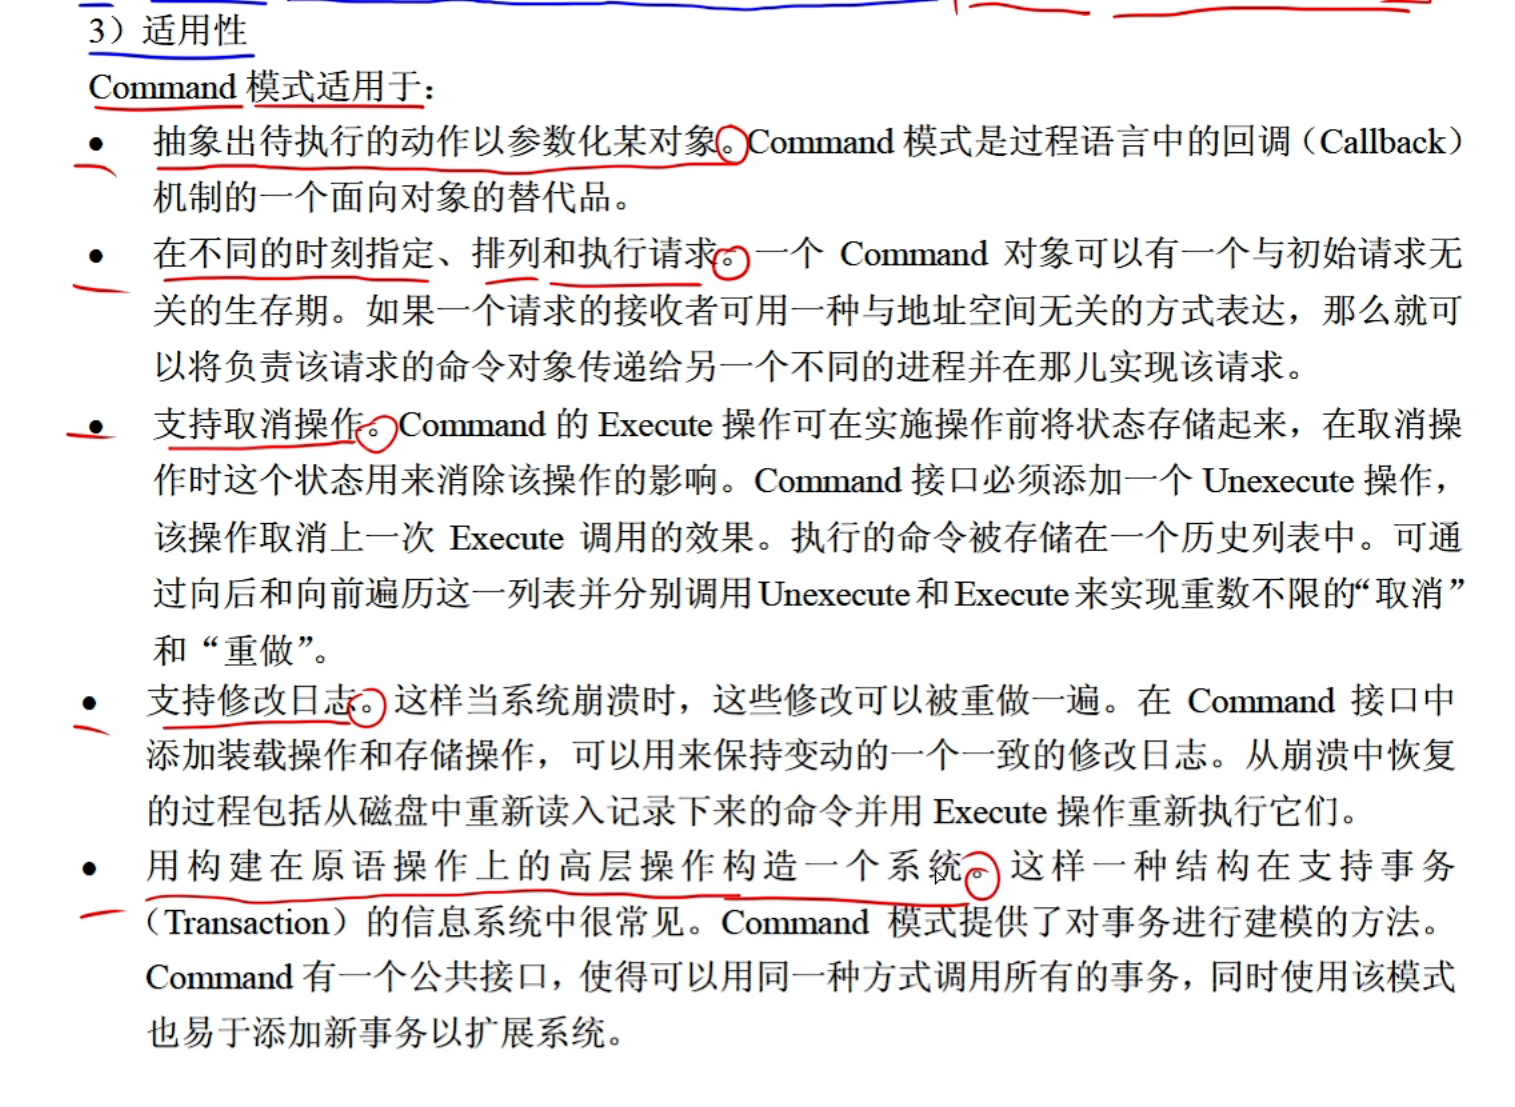 3）适用性
Command 模式适用于：
● 抽象出待执行的动作以参数化某对象。Command 模式是过程语言中的回调（Callback）
机制的一个面向对象的替代品。
● 在不同的时刻指定、排列和执行请求。一个 Command 对象可以有一个与初始请求无
关的生存期。如果一个请求的接收者可用一种与地址空间无关的方式表达，那么就可
以将负责该请求的命令对象传递给另一个不同的进程并在那儿实现该请求。
● 支持取消操作。Command 的 Execute 操作可在实施操作前将状态存储起来，在取消操
作时这个状态用来消除该操作的影响。Command 接口必须添加一个 Unexecute 操作，
该操作取消上一次 Execute 调用的效果。执行的命令被存储在一个历史列表中。可通
过向后和向前遍历这一列表并分别调用 Unexecute 和 Execute 来实现重数不限的“取消”
和“重做”。
● 支持修改日志。这样当系统崩溃时，这些修改可以被重做一遍。在 Command 接口中
添加装载操作和存储操作，可以用来保持变动的一个一致的修改日志。从崩溃中恢复
的过程包括从磁盘中重新读入记录下来的命令并用 Execute 操作重新执行它们。
● 用构建在原语操作上的高层操作构造一个系统。这样一种结构在支持事务
（Transaction）的信息系统中很常见。Command 模式提供了对事务进行建模的方法。
Command 有一个公共接口，使得可以用同一种方式调用所有的事务，同时使用该模式
也易于添加新事务以扩展系统。